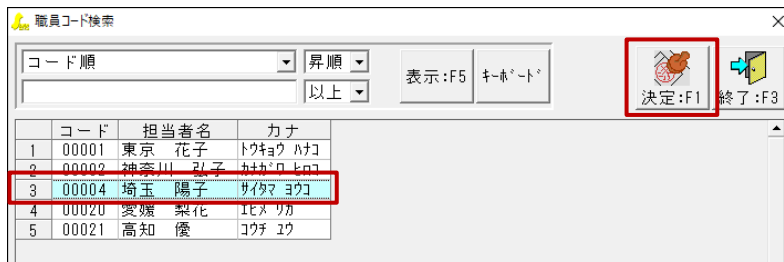 職員コード検索
コード順 昇順
以上
表示:F5 キーボード 決定:F1 終了:F3
コード 担当者名 カナ
1 00001 東京 花子 トウキョウ ハナコ
2 00002 神奈川 弘子 カナガワ ヒロコ
3 00004 埼玉 陽子 サイタマ ヨウコ
4 00020 愛媛 梨花 エヒメ リカ
5 00021 高知 優 コウチ ユウ